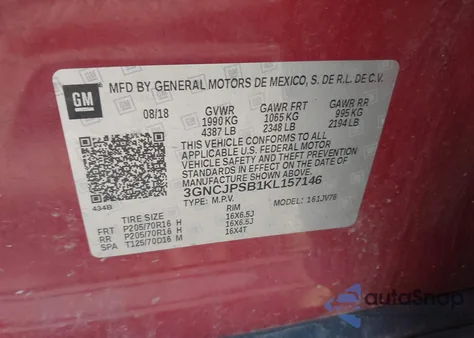 GM
MFD BY GENERAL MOTORS DE MEXICO, S. DE R.L. DE C.V.
08/18 GVWR GAWR FRT GAWR RR
1990 KG 1065 KG 995 KG
4387 LB 2348 LB 2194 LB
THIS VEHICLE CONFORMS TO ALL
APPLICABLE U.S. FEDERAL MOTOR
VEHICLE SAFETY AND THEFT PREVENTION
STANDARDS IN EFFECT ON THE DATE OF
MANUFACTURE SHOWN ABOVE.
3GNCJPSB1KL157146
434B TYPE: M.P.V. MODEL: 161JV76
TIRE SIZE RIM
FRT P205/70R16 H 16X6.5J
RR P205/70R16 H 16X6.5J
SPA T125/70D16 M 16X4T
autoSnap